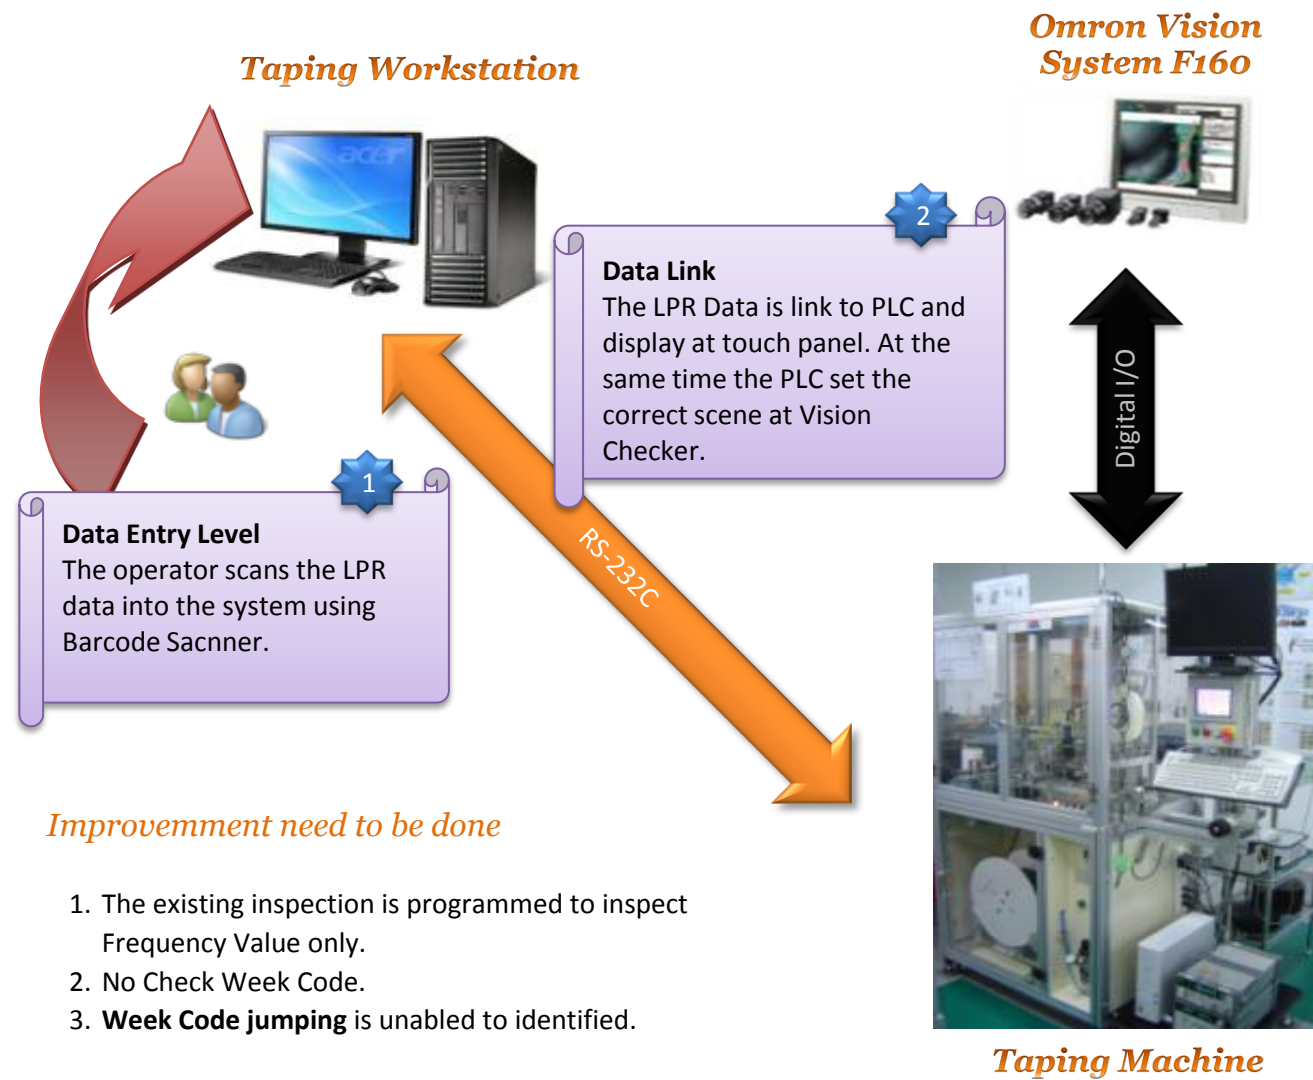 Omron Vision
System F160
Taping Workstation
acer
2
Data Link
The LPR Data is link to PLC and
display at touch panel. At the
same time the PLC set the
correct scene at Vision
Checker.
Digital I/O
1
Data Entry Level
The operator scans the LPR
data into the system using
Barcode Sacnner.
RS-232C
Improvemment need to be done
1. The existing inspection is programmed to inspect
Frequency Value only.
2. No Check Week Code.
3. Week Code jumping is unabled to identified.
Taping Machine